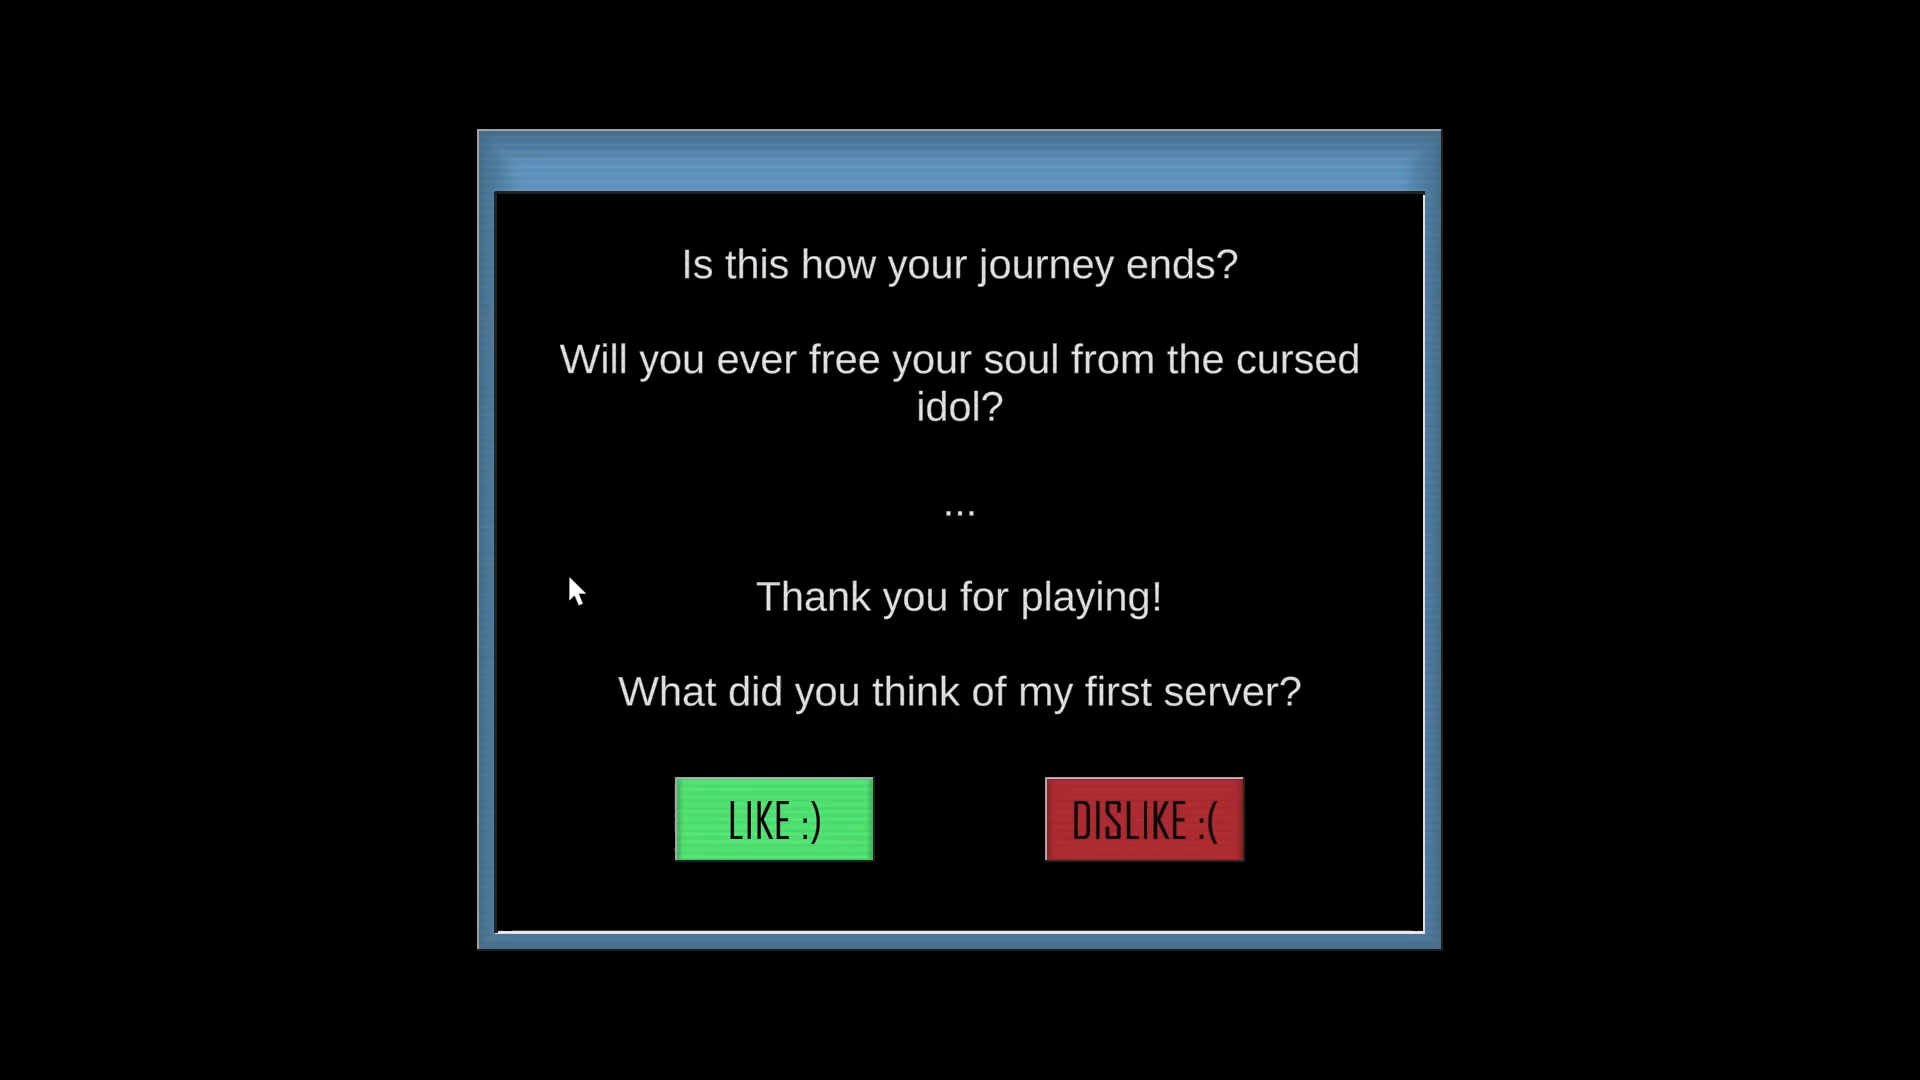 Is this how your journey ends?
Will you ever free your soul from the cursed
idol?
...
Thank you for playing!
What did you think of my first server?
LIKE :) DISLIKE :(